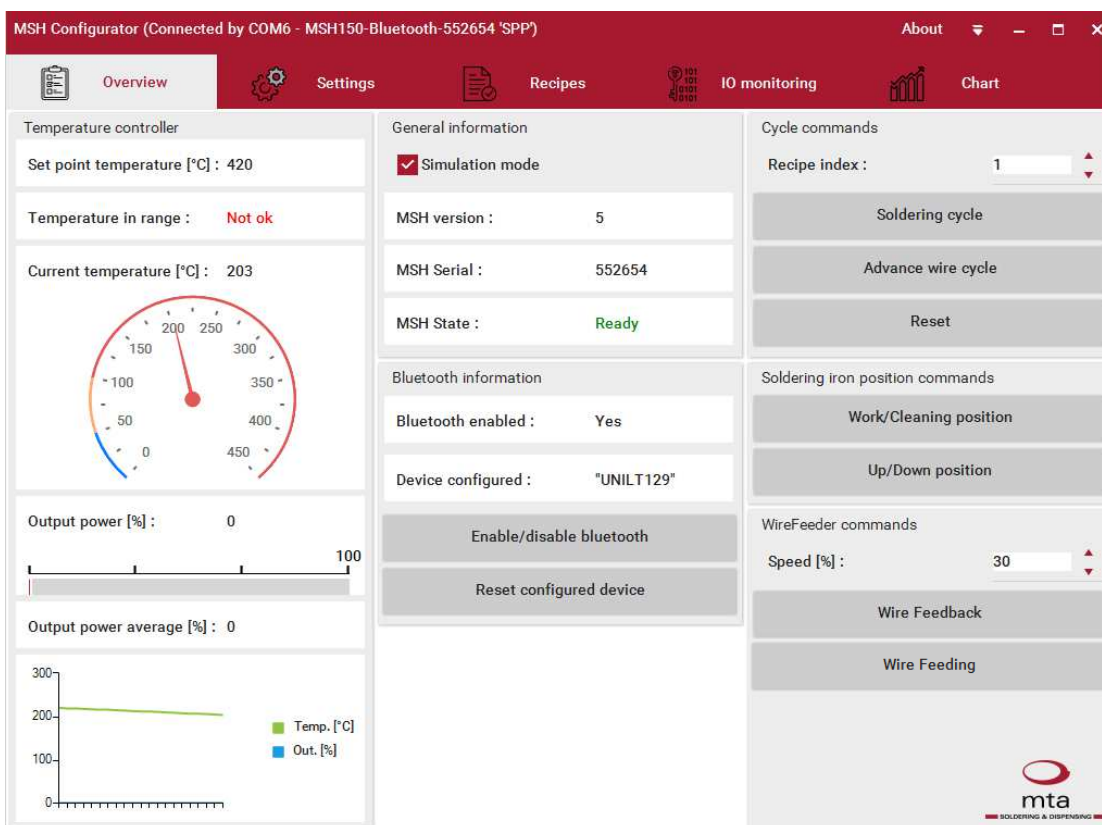 MSH Configurator (Connected by COM6 - MSH150-Bluetooth-552654 'SPP')
About
Overview
Settings
Recipes
IO monitoring
Chart
Temperature controller
Set point temperature [°C] : 420
Temperature in range : Not ok
Current temperature [°C] : 203
0
50
100
150
200
250
300
350
400
450
Output power [%] : 0
100
Output power average [%] : 0
300
200
100
0
Temp. [°C]
Out. [%]
General information
Simulation mode
MSH version : 5
MSH Serial : 552654
MSH State : Ready
Bluetooth information
Bluetooth enabled : Yes
Device configured : "UNILT129"
Enable/disable bluetooth
Reset configured device
Cycle commands
Recipe index : 1
Soldering cycle
Advance wire cycle
Reset
Soldering iron position commands
Work/Cleaning position
Up/Down position
WireFeeder commands
Speed [%] : 30
Wire Feedback
Wire Feeding
mta
SOLDERING & DISPENSING